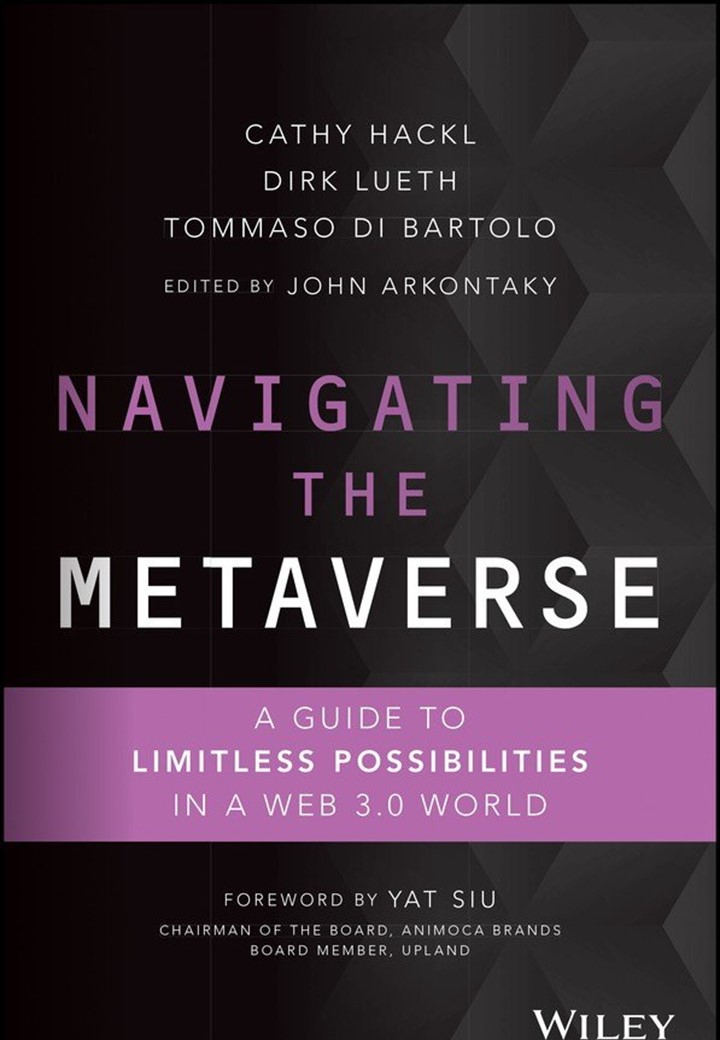 CATHY HACKL
DIRK LUETH
TOMMASO DI BARTOLO
EDITED BY JOHN ARKONTAKY
NAVIGATING
THE
METAVERSE
A GUIDE TO
LIMITLESS POSSIBILITIES
IN A WEB 3.0 WORLD
FOREWORD BY YAT SIU
CHAIRMAN OF THE BOARD, ANIMOCA BRANDS
BOARD MEMBER, UPLAND
WILEY